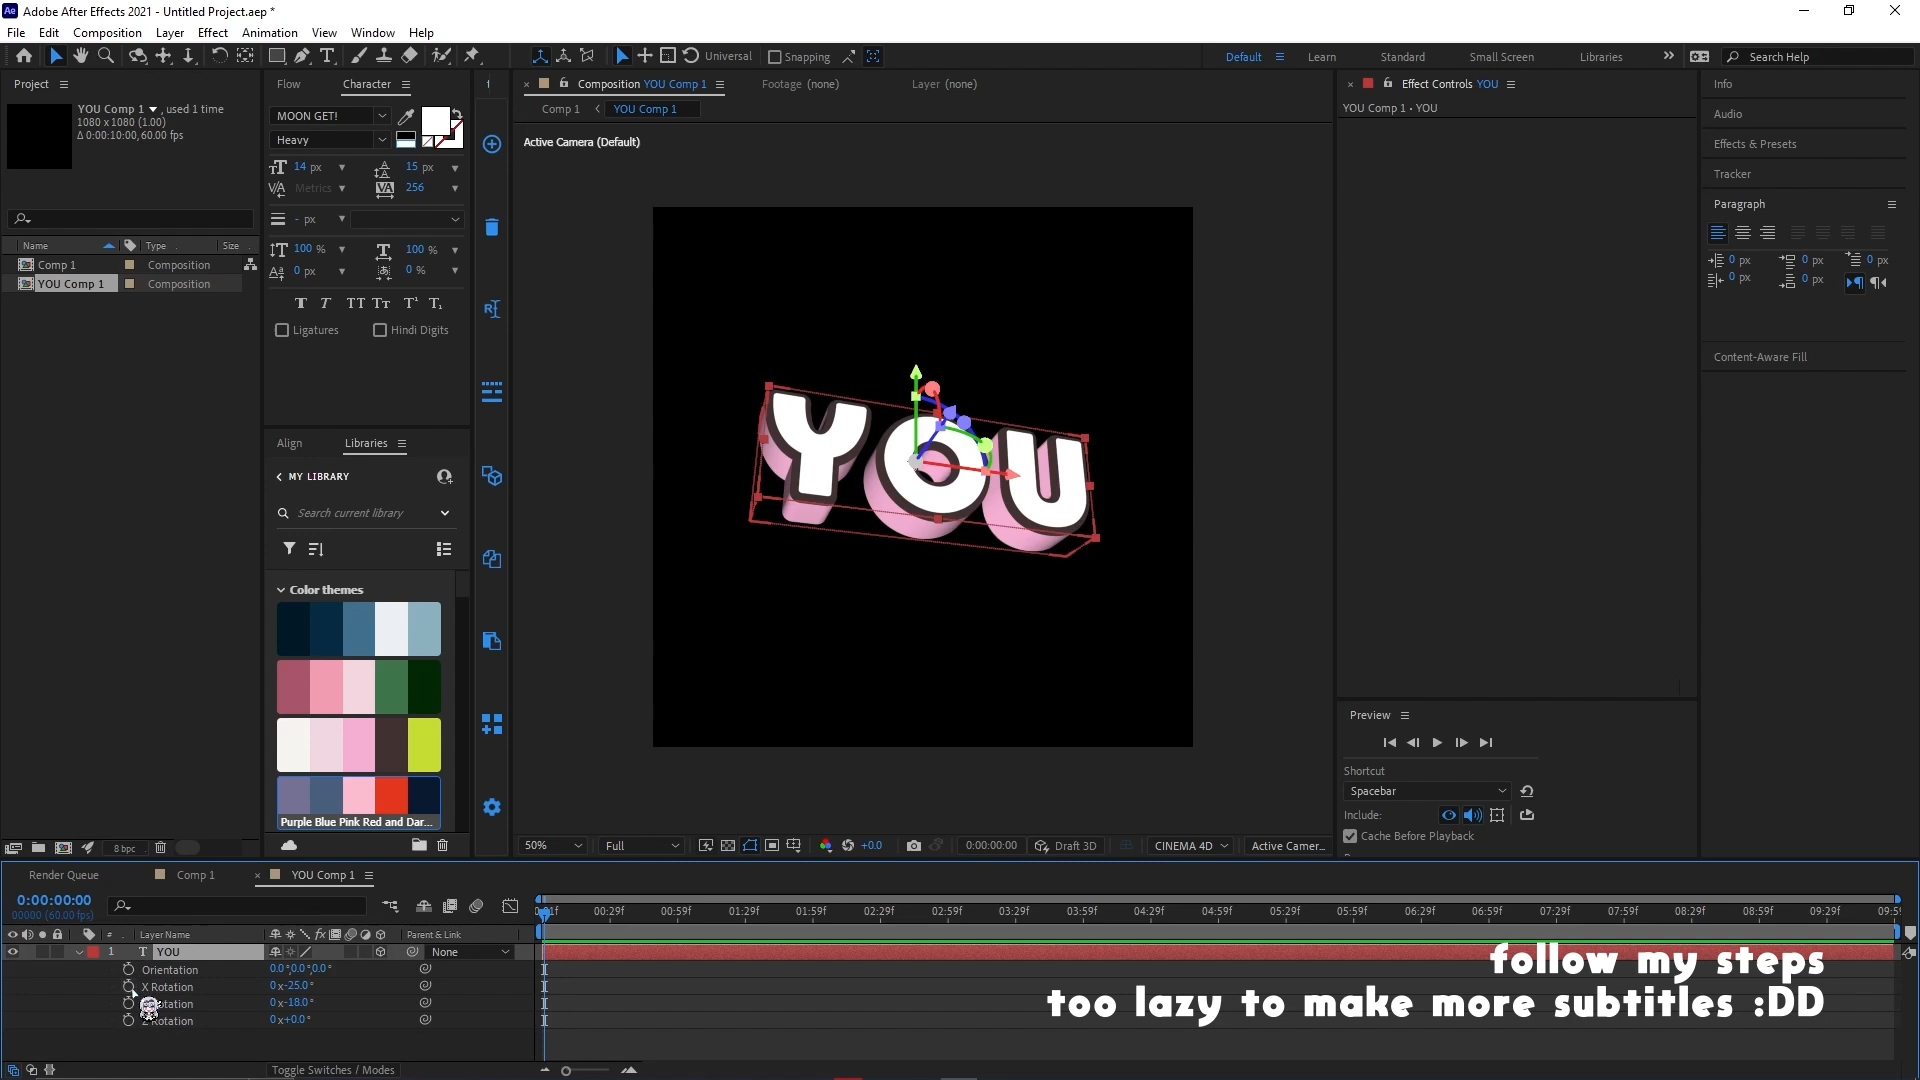 Adobe After Effects 2021 - Untitled Project.aep *
File Edit Composition Layer Effect Animation View Window Help
Universal Snapping Default Learn Standard Small Screen Libraries Search Help
Project
YOU Comp 1, used 1 time
1080 x 1080 (1.00)
Δ 0:00:10:00, 60.00 fps
Name Type Size
Comp 1 Composition
YOU Comp 1 Composition
8 bpc
Flow Character
MOON GET!
Heavy
14 px 15 px
Metrics 256
- px
100 % 100 %
0 px 0 %
Ligatures Hindi Digits
Align Libraries
MY LIBRARY
Search current library
Color themes
Purple Blue Pink Red and Dar...
Composition YOU Comp 1 Footage (none) Layer (none)
Comp 1 YOU Comp 1
Active Camera (Default)
YOU
50% Full +0.0 0:00:00:00 Draft 3D CINEMA 4D Active Camer...
Effect Controls YOU
YOU Comp 1 • YOU
Preview
Shortcut
Spacebar
Include:
Cache Before Playback
Info
Audio
Effects & Presets
Tracker
Paragraph
0 px 0 px 0 px
0 px 0 px
Content-Aware Fill
Render Queue Comp 1 YOU Comp 1
0:00:00:00
00000 (60.00 fps)
00:29f 00:59f 01:29f 01:59f 02:29f 02:59f 03:29f 03:59f 04:29f 04:59f 05:29f 05:59f 06:29f 06:59f 07:29f 07:59f 08:29f 08:59f 09:29f
# Layer Name Parent & Link
1 T YOU None
Orientation 0.0°,0.0°,0.0°
X Rotation 0x-25.0°
0x-18.0°
Z Rotation 0x+0.0°
Toggle Switches / Modes
follow my steps
too lazy to make more subtitles :DD